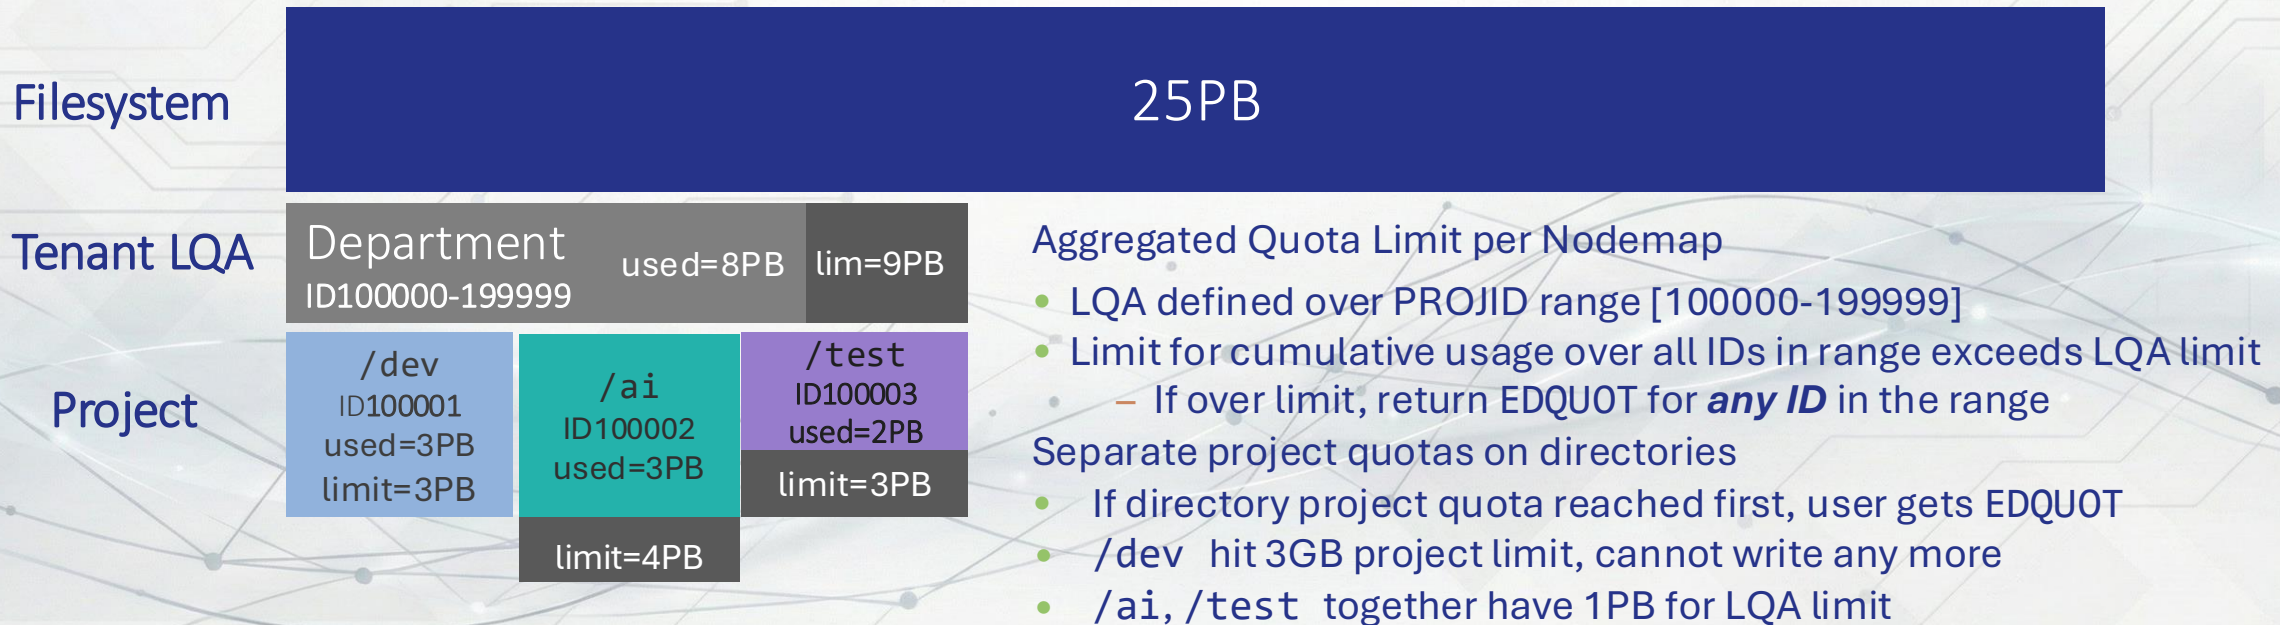 Filesystem
25PB
Tenant LQA
Department
ID100000-199999
used=8PB
lim=9PB
Project
/dev
ID100001
used=3PB
limit=3PB
/ai
ID100002
used=3PB
limit=4PB
/test
ID100003
used=2PB
limit=3PB
Aggregated Quota Limit per Nodemap
• LQA defined over PROJID range [100000-199999]
• Limit for cumulative usage over all IDs in range exceeds LQA limit
– If over limit, return EDQUOT for any ID in the range
Separate project quotas on directories
• If directory project quota reached first, user gets EDQUOT
• /dev hit 3GB project limit, cannot write any more
• /ai, /test together have 1PB for LQA limit